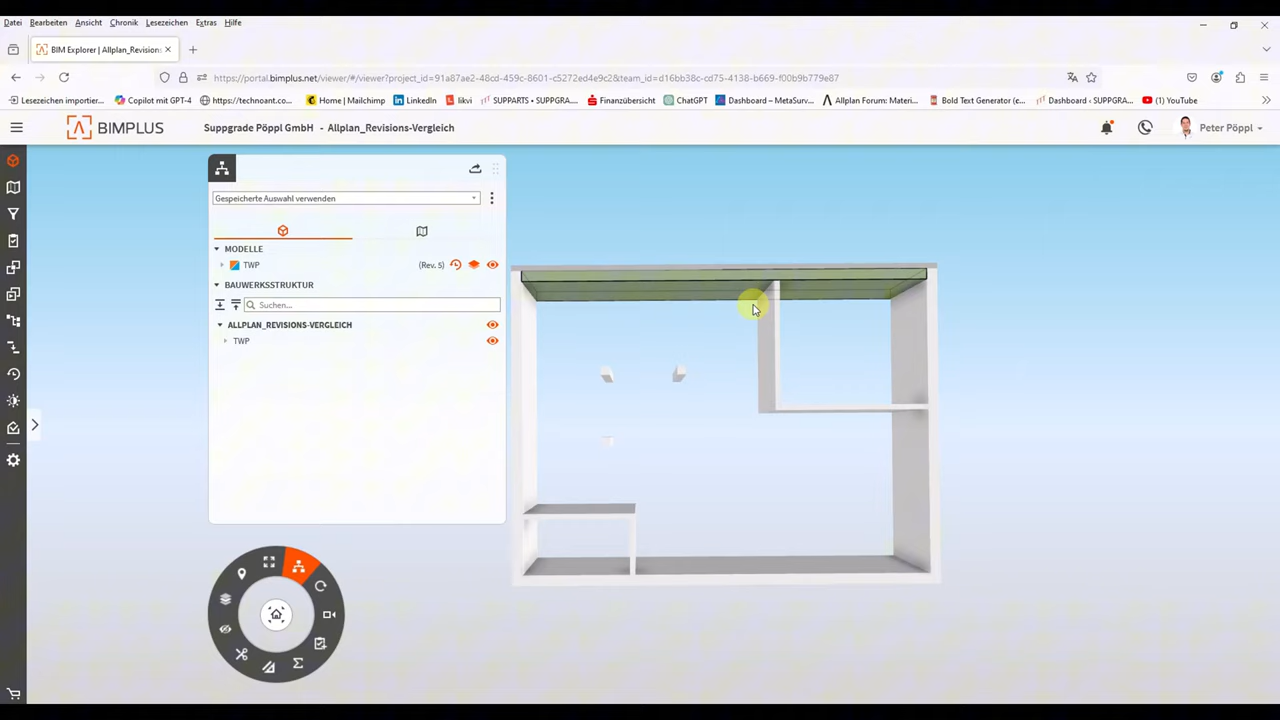 Datei Bearbeiten Ansicht Chronik Lesezeichen Extras Hilfe
BIM Explorer | Allplan_Revisions-
https://portal.bimplus.net/viewer/#/viewer?project_id=91a87ae2-48cd-459c-8601-c5272ed4e9c2&team_id=d16bb38c-cd75-4138-b669-f00b9b779e87
Lesezeichen importier... Copilot mit GPT-4 https://technoant.co... Home | Mailchimp LinkedIn likvi SUPPARTS – SUPPGRA... Finanzübersicht ChatGPT Dashboard – MetaSurv... Allplan Forum: Materi... Bold Text Generator (e... Dashboard ‹ SUPPGR... (1) YouTube
BIMPLUS Suppgrade Pöppl GmbH - Allplan_Revisions-Vergleich Peter Pöppl
Gespeicherte Auswahl verwenden
MODELLE
TWP (Rev. 5)
BAUWERKSSTRUKTUR
Suchen...
ALLPLAN_REVISIONS-VERGLEICH
TWP